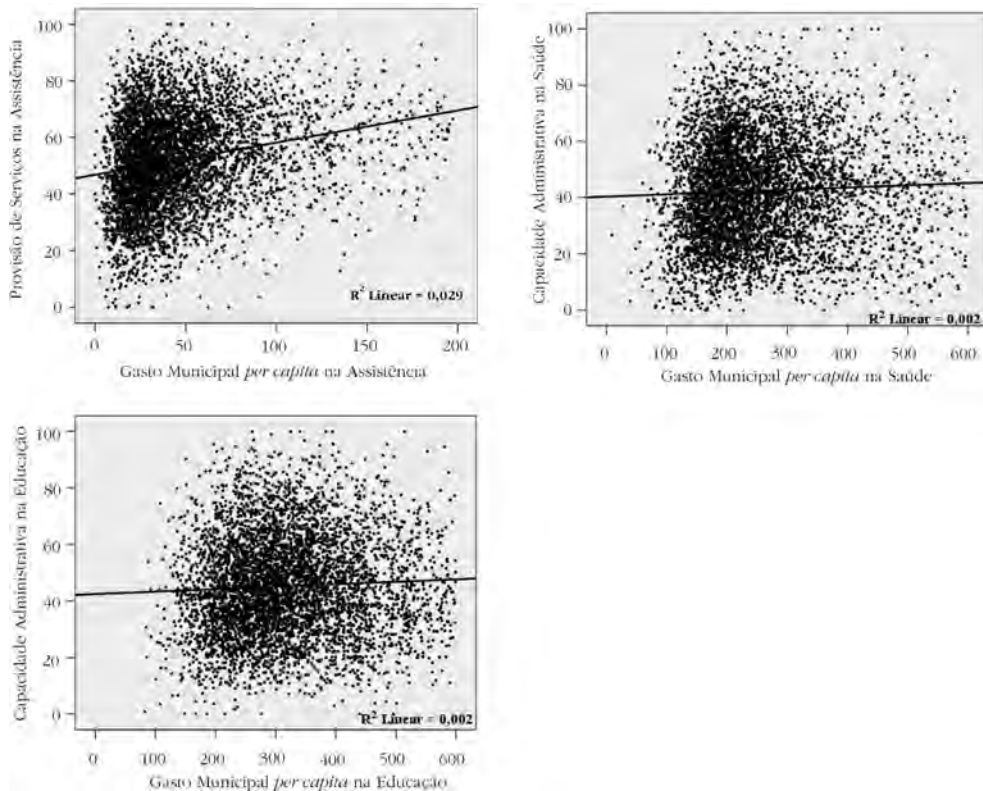 Provisão de Serviços na Assistência
100
80
60
40
20
0
R² Linear = 0,029
0 50 100 150 200
Gasto Municipal per capita na Assistência
Capacidade Administrativa na Saúde
100
80
60
40
20
0
R² Linear = 0,002
0 100 200 300 400 500 600
Gasto Municipal per capita na Saúde
Capacidade Administrativa na Educação
100
80
60
40
20
0
R² Linear = 0,002
0 100 200 300 400 500 600
Gasto Municipal per capita na Educação